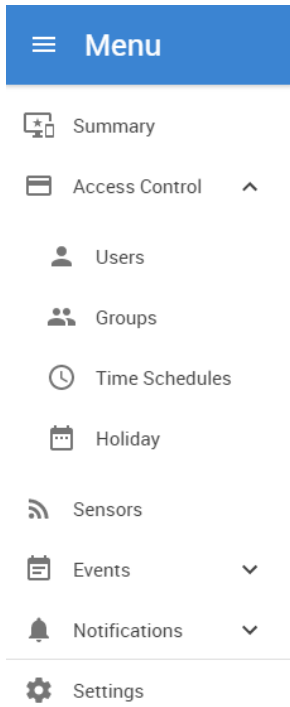 Menu
Summary
Access Control
Users
Groups
Time Schedules
Holiday
Sensors
Events
Notifications
Settings